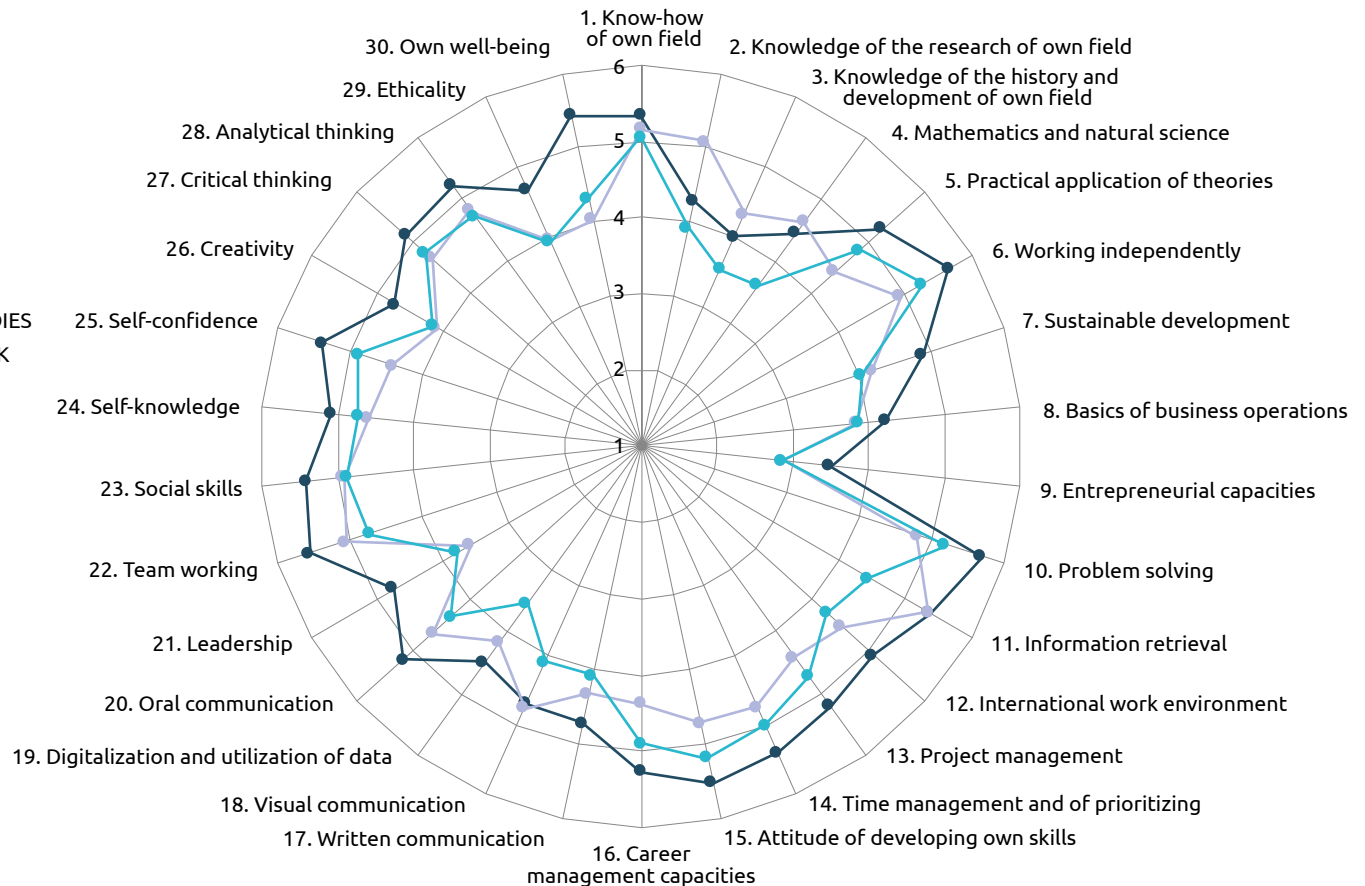 1. Know-how
of own field
2. Knowledge of the research of own field
3. Knowledge of the history and
development of own field
4. Mathematics and natural science
5. Practical application of theories
6. Working independently
7. Sustainable development
8. Basics of business operations
9. Entrepreneurial capacities
10. Problem solving
11. Information retrieval
12. International work environment
13. Project management
14. Time management and of prioritizing
15. Attitude of developing own skills
16. Career
management capacities
17. Written communication
18. Visual communication
19. Digitalization and utilization of data
20. Oral communication
21. Leadership
22. Team working
23. Social skills
24. Self-knowledge
25. Self-confidence
26. Creativity
27. Critical thinking
28. Analytical thinking
29. Ethicality
30. Own well-being
6
5
4
3
2
1
DIES
K